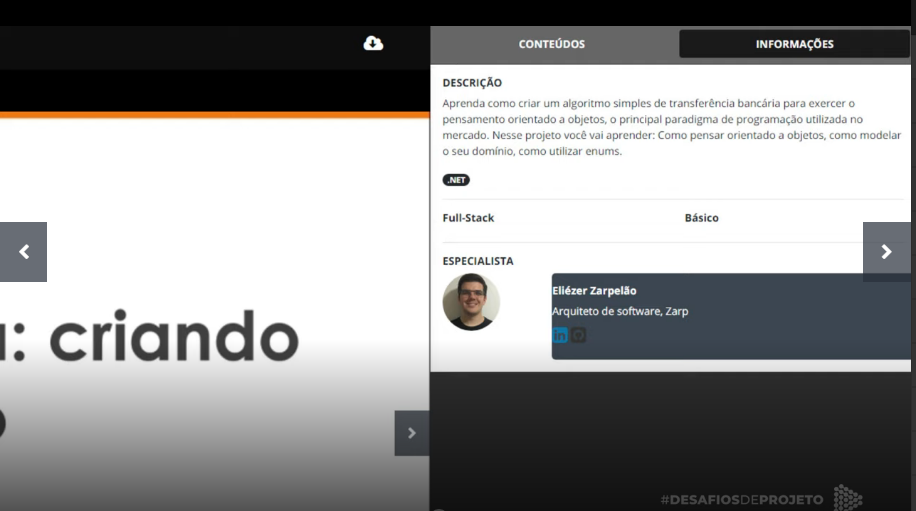 CONTEÚDOS
INFORMAÇÕES
DESCRIÇÃO
Aprenda como criar um algoritmo simples de transferência bancária para exercer o
pensamento orientado a objetos, o principal paradigma de programação utilizada no
mercado. Nesse projeto você vai aprender: Como pensar orientado a objetos, como modelar
o seu domínio, como utilizar enums.
.NET
Full-Stack
Básico
ESPECIALISTA
Eliézer Zarpelão
Arquiteto de software, Zarp
in
: criando
#DESAFIOSDEPROJETO